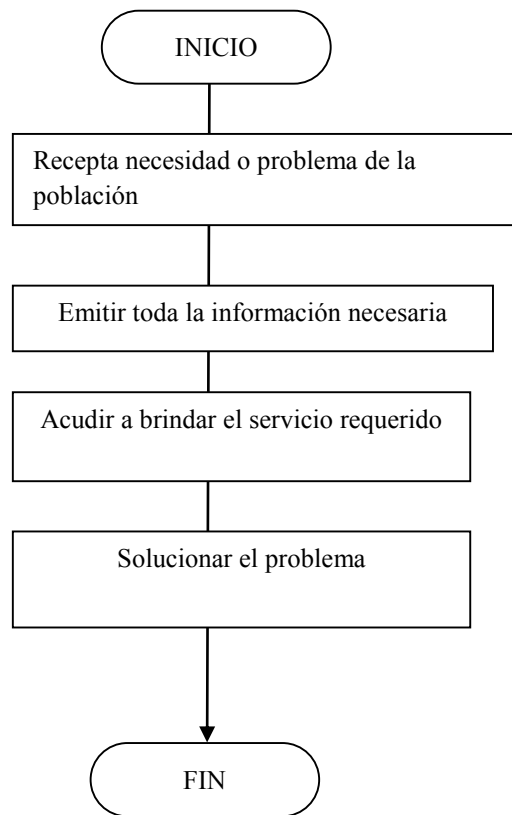 INICIO
Recepta necesidad o problema de la
población
Emitir toda la información necesaria
Acudir a brindar el servicio requerido
Solucionar el problema
FIN